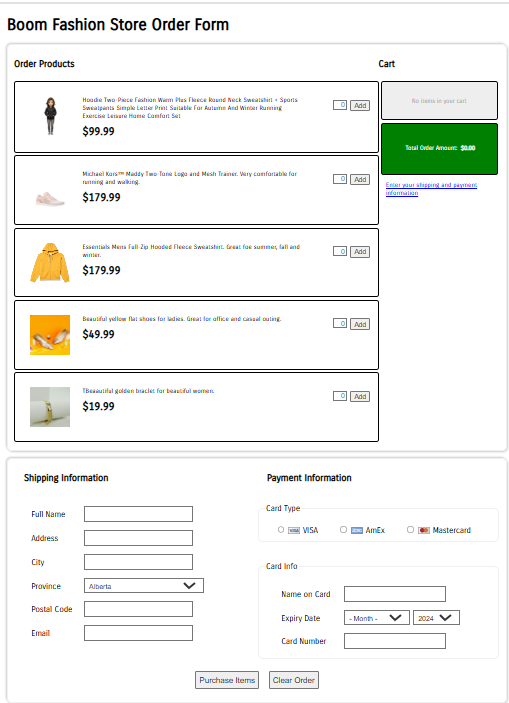 Boom Fashion Store Order Form
Order Products
Cart
Hoodie Two-Piece Fashion Warm Plus Fleece Round Neck Sweatshirt + Sports
Sweatpants Simple Letter Print Suitable For Autumn And Winter Running
Exercise Leisure Home Comfort Set
$99.99
0 Add
No items in your cart
Total Order Amount: $0.00
Enter your shipping and payment
information
Michael Kors™ Maddy Two-Tone Logo and Mesh Trainer. Very comfortable for
running and walking.
$179.99
0 Add
Essentials Mens Full-Zip Hooded Fleece Sweatshirt. Great foe summer, fall and
winter.
$179.99
0 Add
Beautiful yellow flat shoes for ladies. Great for office and casual outing.
$49.99
0 Add
TBeaautiful golden braclet for beautiful women.
$19.99
0 Add
Shipping Information
Payment Information
Full Name
Address
City
Province Alberta
Postal Code
Email
Card Type
VISA AmEx Mastercard
Card Info
Name on Card
Expiry Date - Month - 2024
Card Number
Purchase Items Clear Order